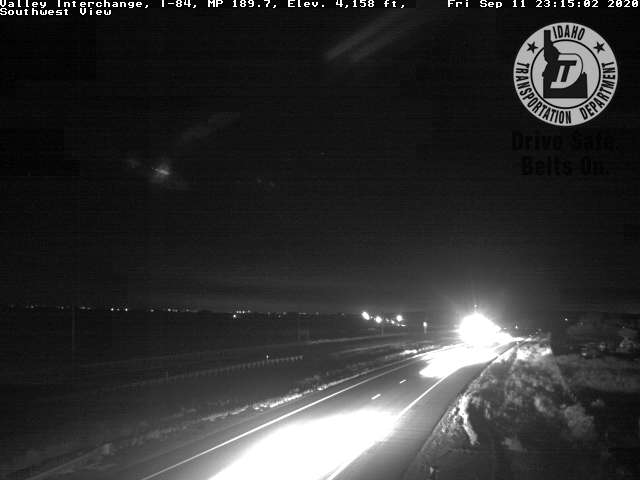 Valley Interchange, I-84, MP 189.7, Elev. 4,158 ft, Fri Sep 11 23:15:02 2020
Southwest View
IDAHO
TRANSPORTATION DEPARTMENT
Drive Safe.
Belts On.